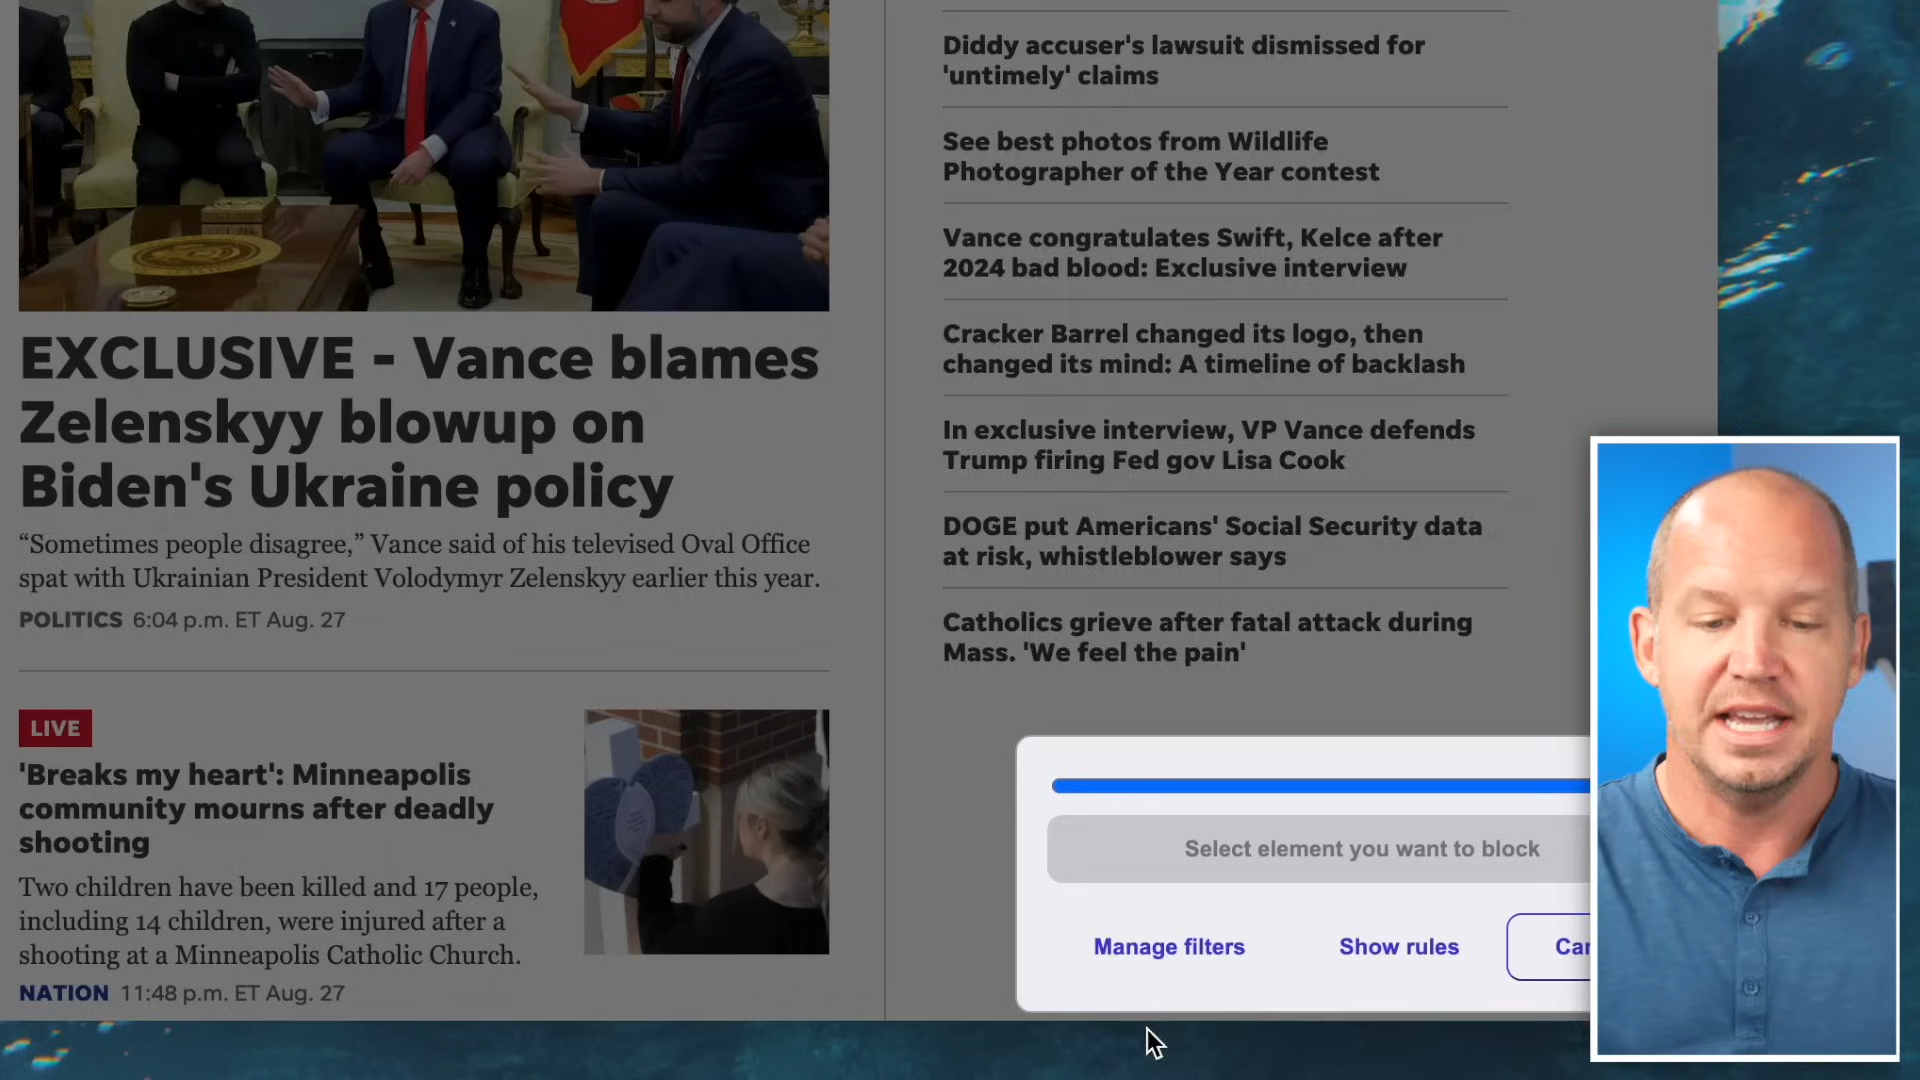 EXCLUSIVE - Vance blames
Zelenskyy blowup on
Biden's Ukraine policy
“Sometimes people disagree,” Vance said of his televised Oval Office
spat with Ukrainian President Volodymyr Zelenskyy earlier this year.
POLITICS 6:04 p.m. ET Aug. 27
LIVE
'Breaks my heart': Minneapolis
community mourns after deadly
shooting
Two children have been killed and 17 people,
including 14 children, were injured after a
shooting at a Minneapolis Catholic Church.
NATION 11:48 p.m. ET Aug. 27
Diddy accuser's lawsuit dismissed for
'untimely' claims
See best photos from Wildlife
Photographer of the Year contest
Vance congratulates Swift, Kelce after
2024 bad blood: Exclusive interview
Cracker Barrel changed its logo, then
changed its mind: A timeline of backlash
In exclusive interview, VP Vance defends
Trump firing Fed gov Lisa Cook
DOGE put Americans' Social Security data
at risk, whistleblower says
Catholics grieve after fatal attack during
Mass. 'We feel the pain'
Select element you want to block
Manage filters
Show rules
Can